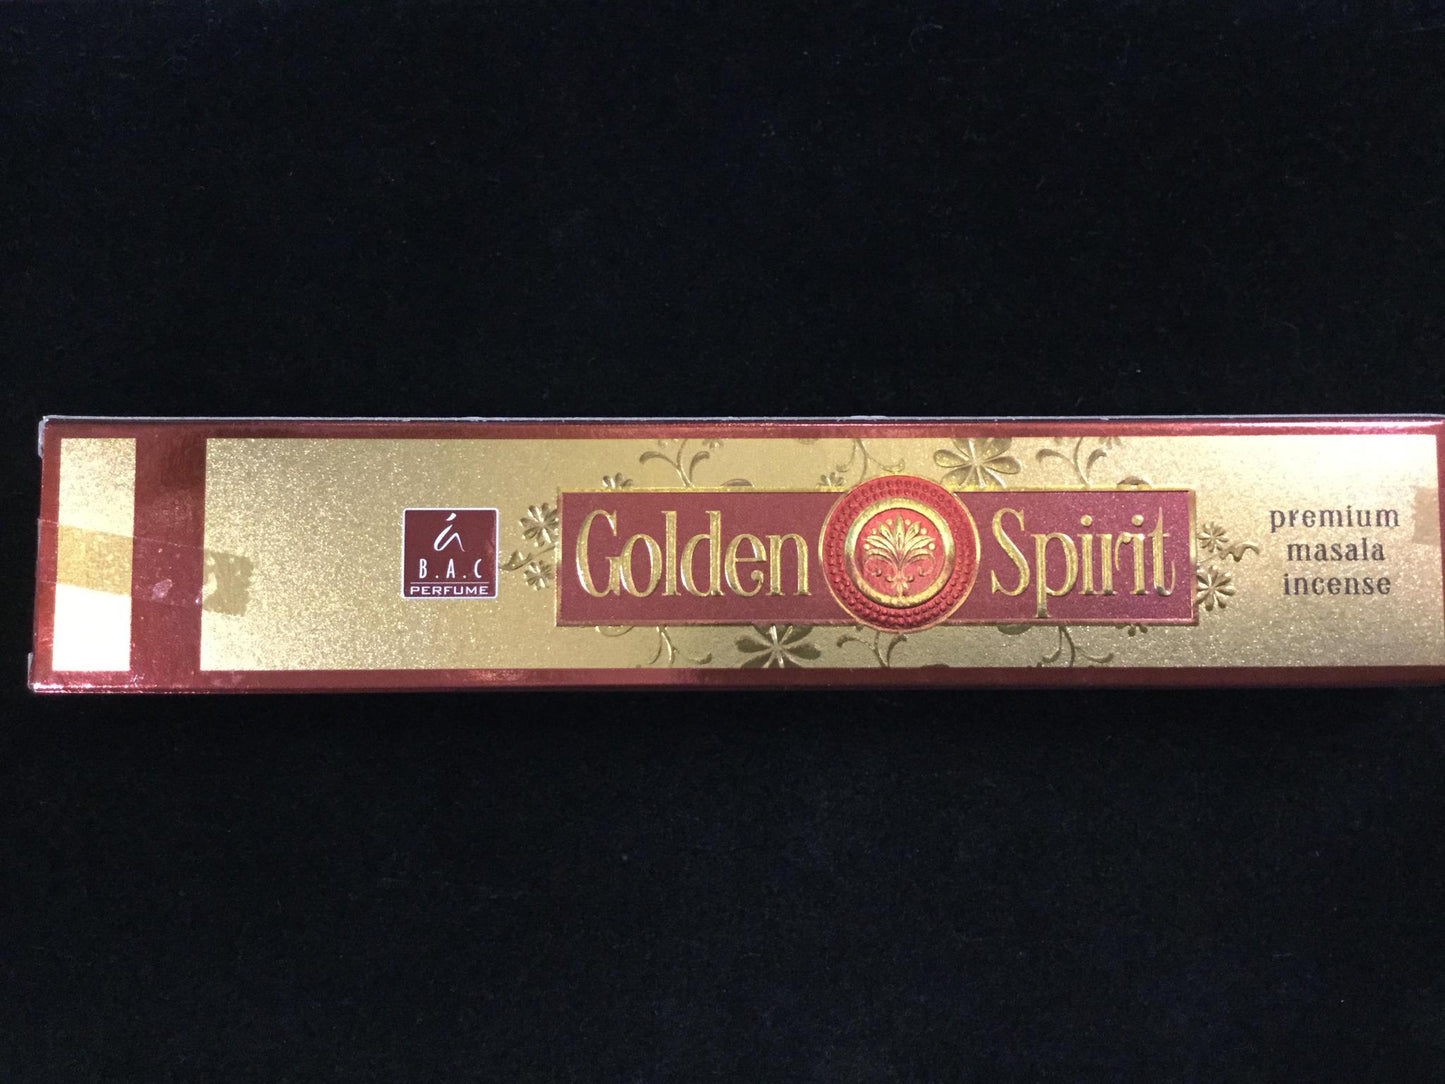 B.A.C
PERFUME
Golden Spirit
premium
masala
incense